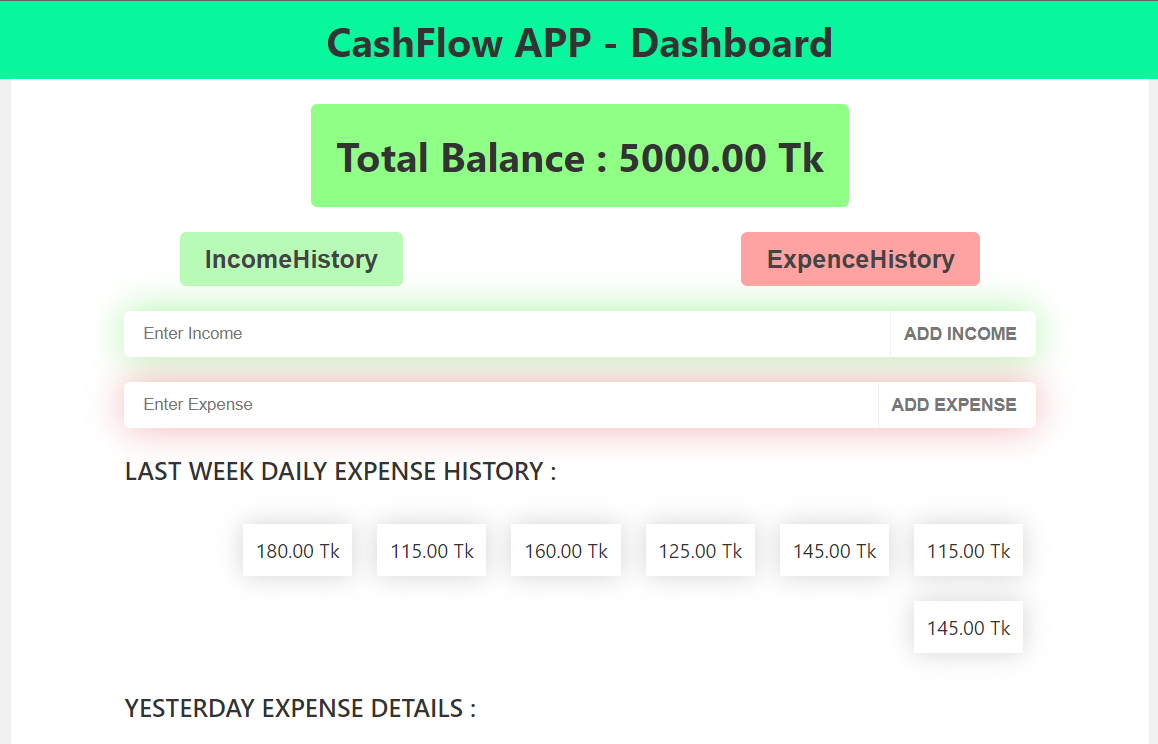 CashFlow APP - Dashboard
Total Balance : 5000.00 Tk
IncomeHistory ExpenceHistory
Enter Income ADD INCOME
Enter Expense ADD EXPENSE
LAST WEEK DAILY EXPENSE HISTORY :
180.00 Tk 115.00 Tk 160.00 Tk 125.00 Tk 145.00 Tk 115.00 Tk
145.00 Tk
YESTERDAY EXPENSE DETAILS :